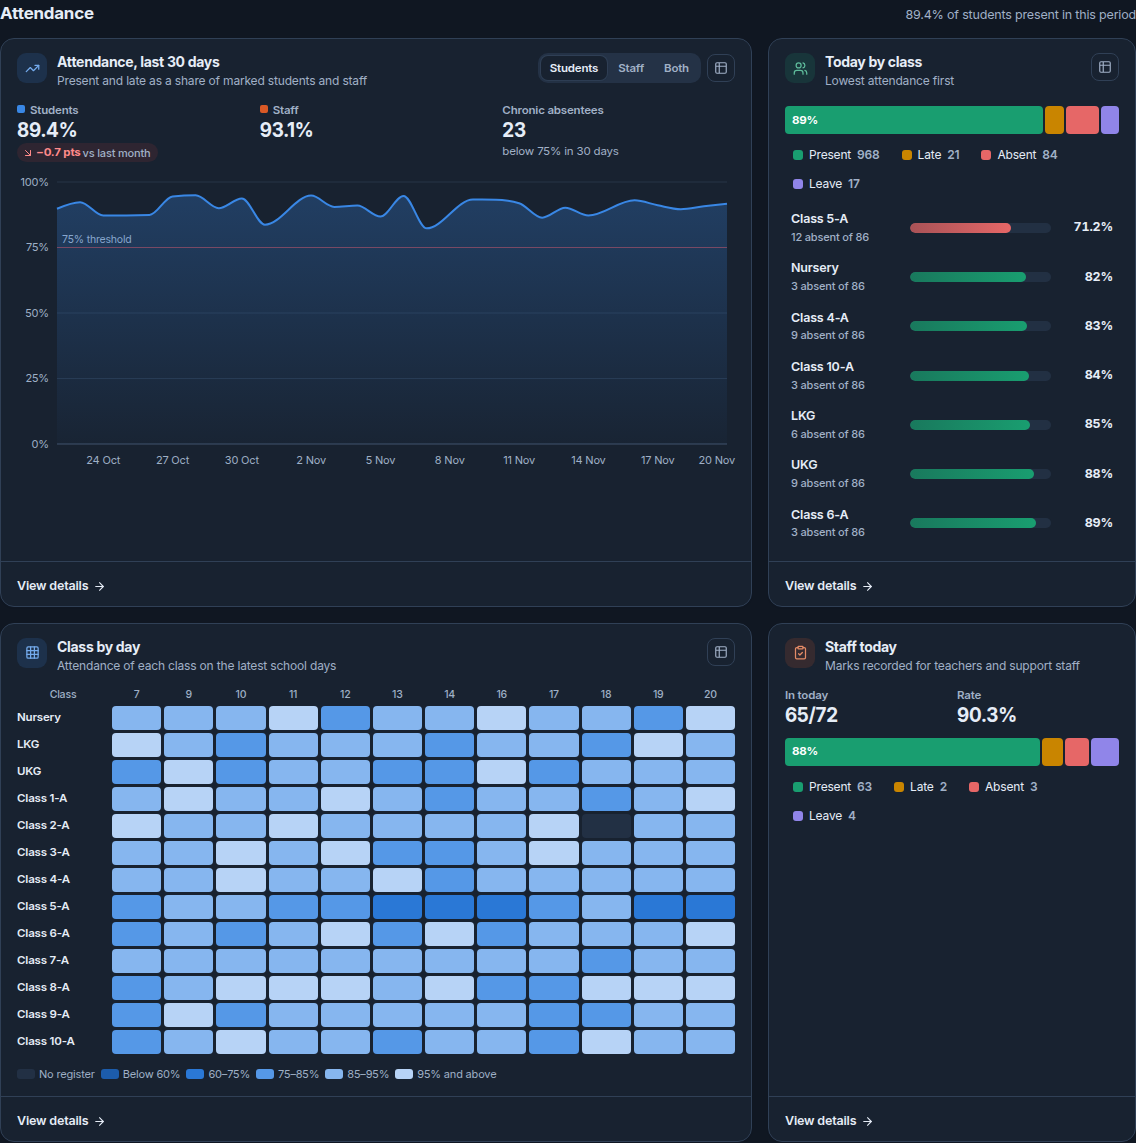 Attendance
89.4% of students present in this period
Attendance, last 30 days
Present and late as a share of marked students and staff
Students Staff Both
Students
89.4%
−0.7 pts vs last month
Staff
93.1%
Chronic absentees
23
below 75% in 30 days
100%
75% threshold
75%
50%
25%
0%
24 Oct 27 Oct 30 Oct 2 Nov 5 Nov 8 Nov 11 Nov 14 Nov 17 Nov 20 Nov
View details →
Today by class
Lowest attendance first
89%
Present 968 Late 21 Absent 84
Leave 17
Class 5-A
12 absent of 86
71.2%
Nursery
3 absent of 86
82%
Class 4-A
9 absent of 86
83%
Class 10-A
3 absent of 86
84%
LKG
6 absent of 86
85%
UKG
9 absent of 86
88%
Class 6-A
3 absent of 86
89%
View details →
Class by day
Attendance of each class on the latest school days
Class 7 9 10 11 12 13 14 16 17 18 19 20
Nursery
LKG
UKG
Class 1-A
Class 2-A
Class 3-A
Class 4-A
Class 5-A
Class 6-A
Class 7-A
Class 8-A
Class 9-A
Class 10-A
No register Below 60% 60–75% 75–85% 85–95% 95% and above
View details →
Staff today
Marks recorded for teachers and support staff
In today
65/72
Rate
90.3%
88%
Present 63 Late 2 Absent 3
Leave 4
View details →